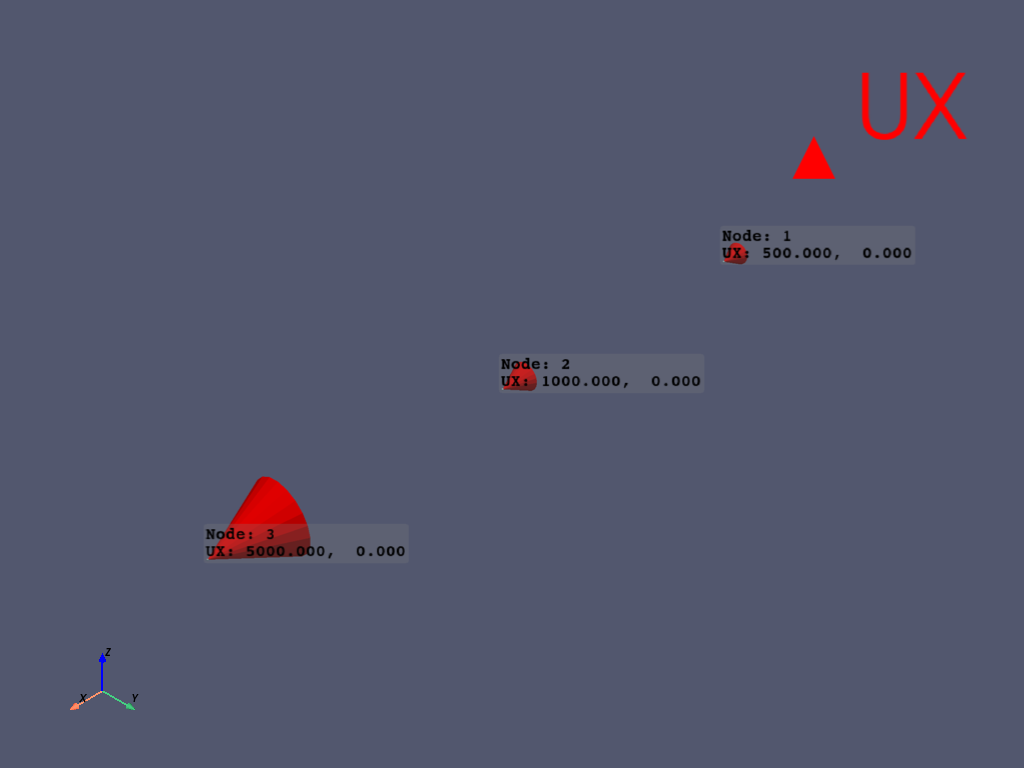 UX
Node: 1
UX: 500.000,  0.000
Node: 2
UX: 1000.000,  0.000
Node: 3
UX: 5000.000,  0.000
Z
X
Y